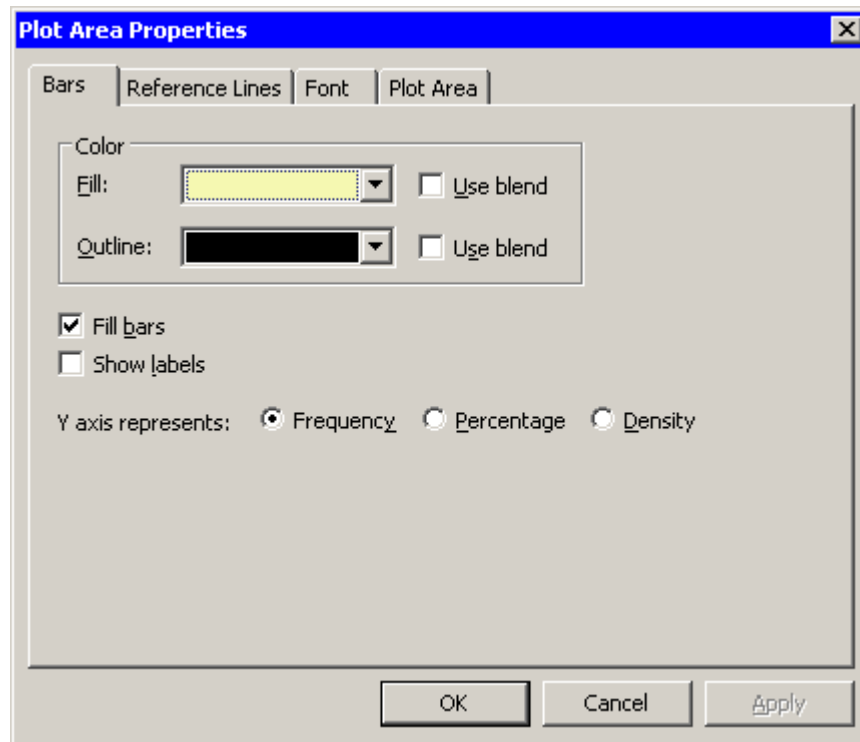 Plot Area Properties
Bars Reference Lines Font Plot Area
Color
Fill: Use blend
Outline: Use blend
Fill bars
Show labels
Y axis represents: Frequency Percentage Density
OK Cancel Apply